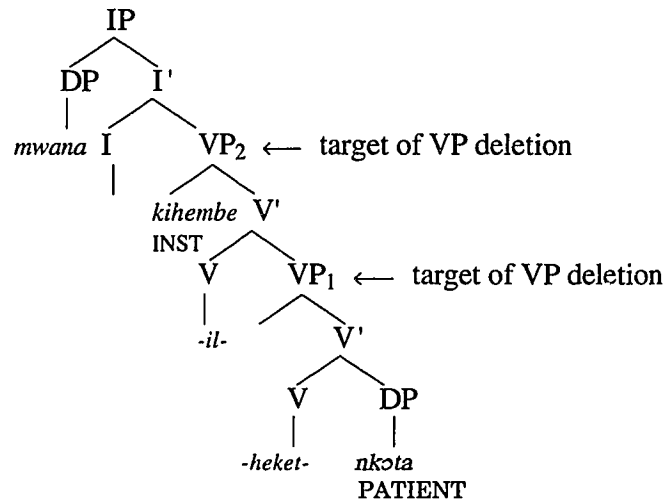 IP
DP I'
mwana I VP2 ← target of VP deletion
kihembe V'
INST
V VP1 ← target of VP deletion
-il- V'
V DP
-heket- nkɔta
PATIENT